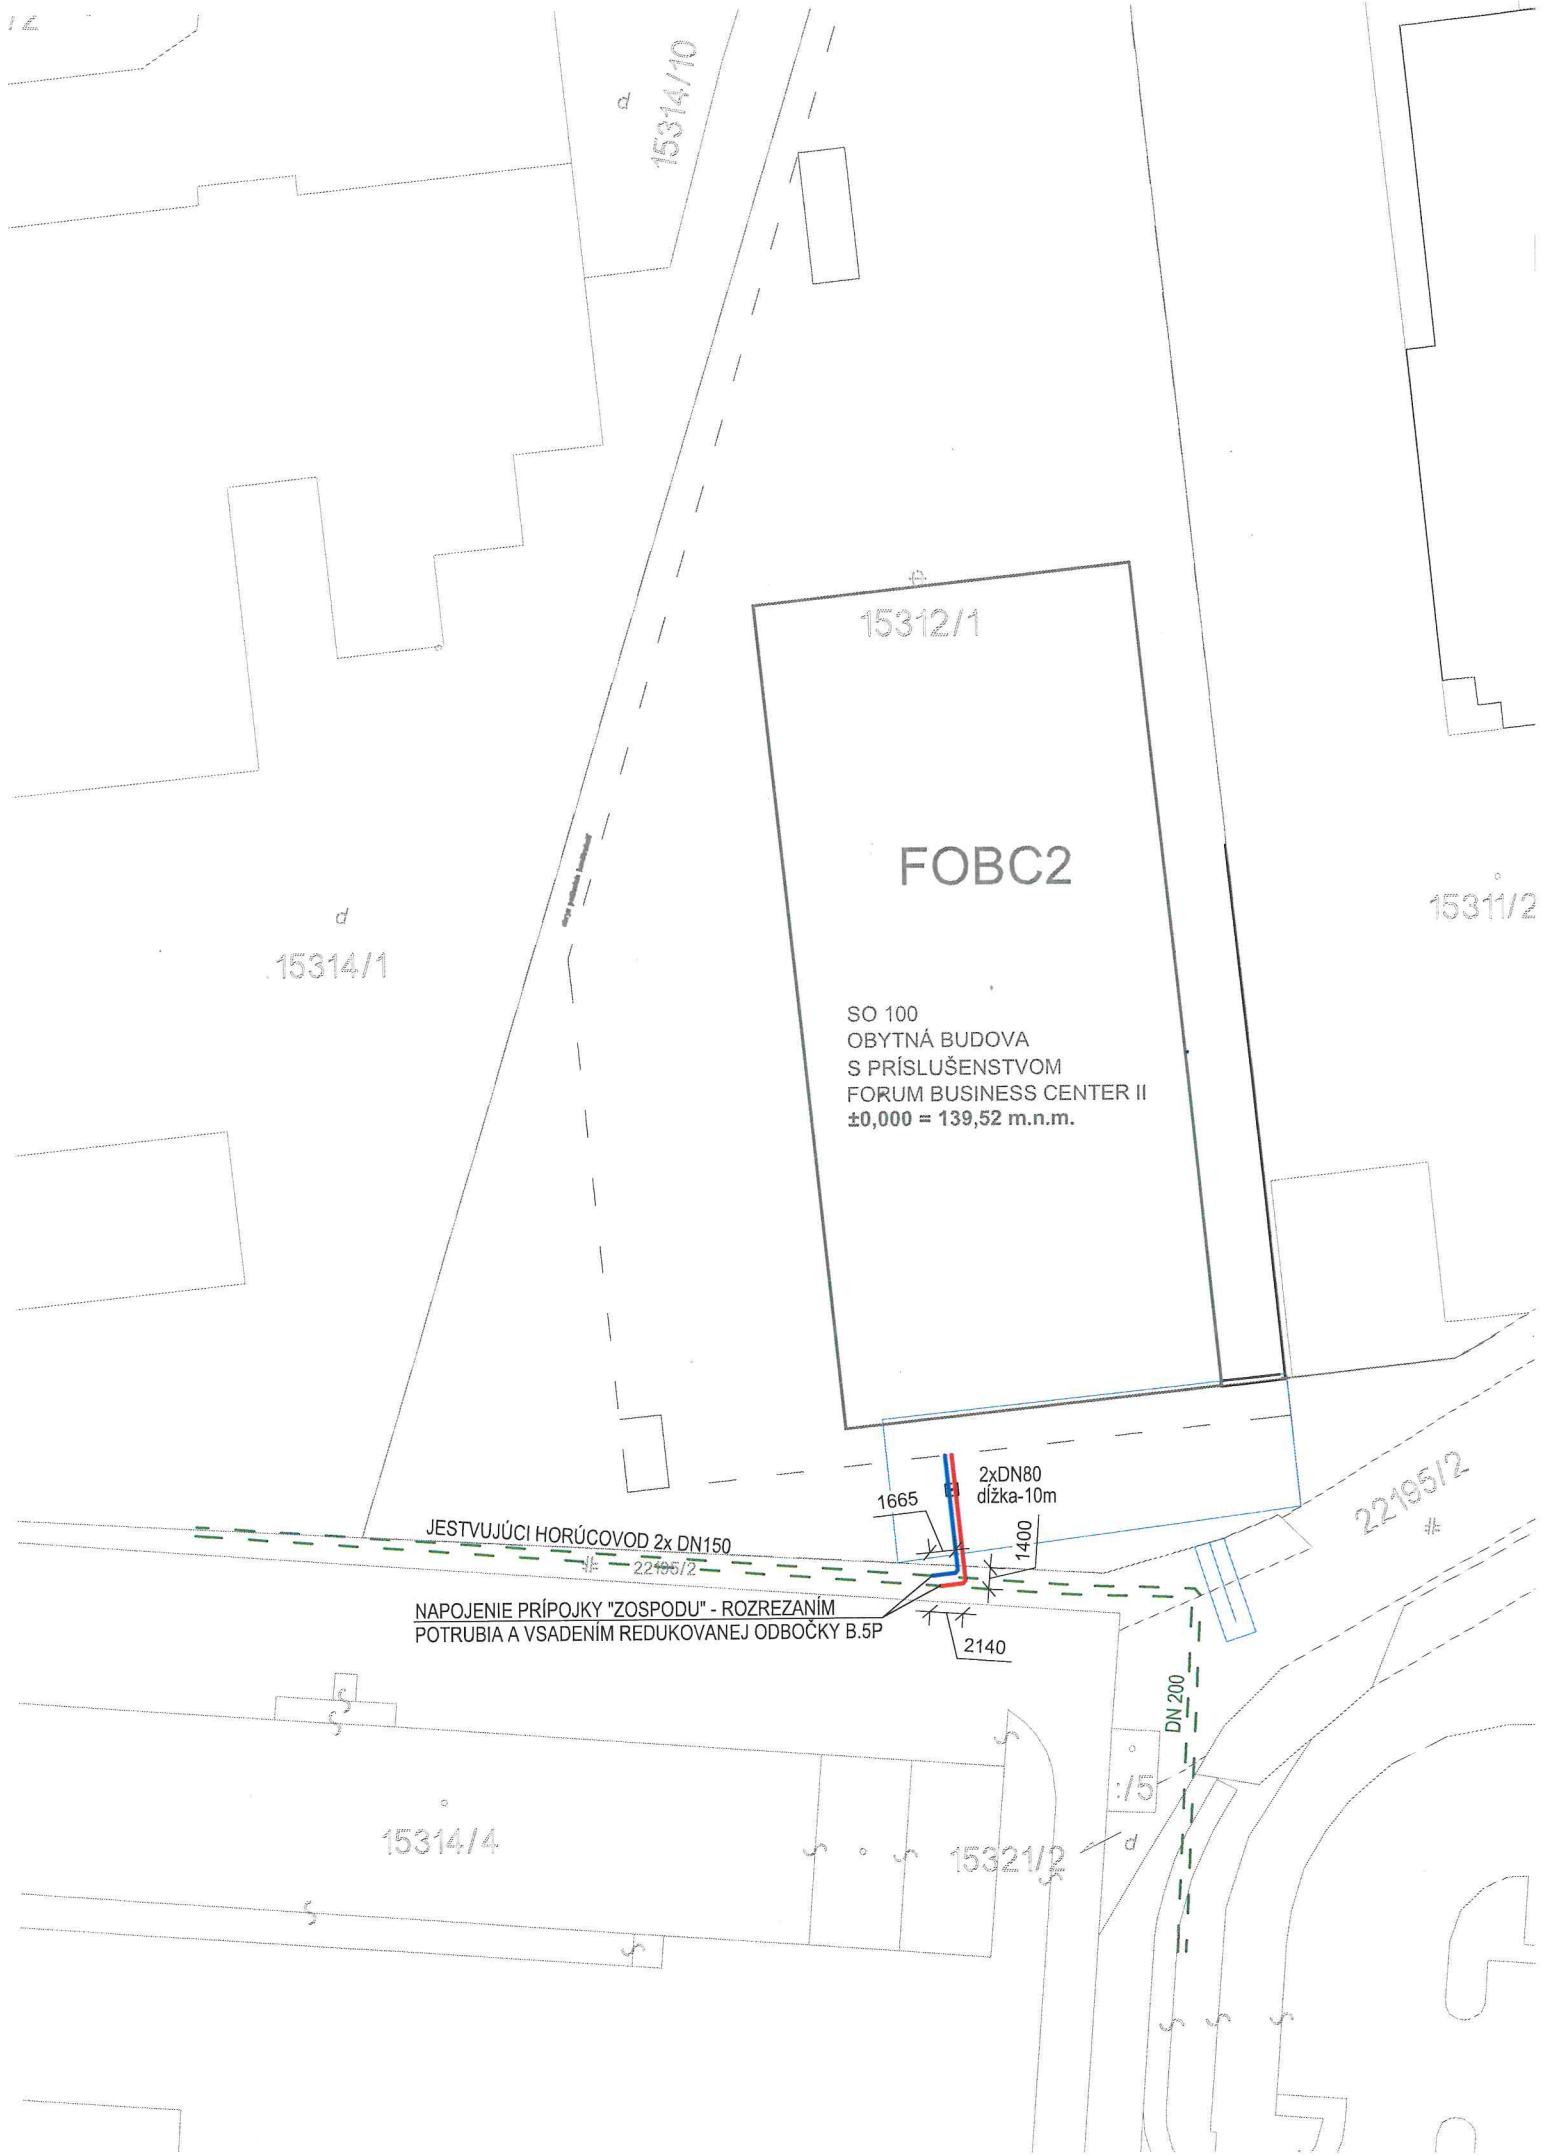 15314/10
15312/1
FOBC2
15311/2
15314/1
SO 100
OBYTNÁ BUDOVA
S PRÍSLUŠENSTVOM
FORUM BUSINESS CENTER II
±0,000 = 139,52 m.n.m.
2xDN80
dĺžka-10m
1665
1400
22195/2
JESTVUJÚCI HORÚCOVOD 2x DN150
22195/2
NAPOJENIE PRÍPOJKY "ZOSPODU" - ROZREZANÍM
POTRUBIA A VSADENÍM REDUKOVANEJ ODBOČKY B.5P
2140
DN 200
:/5
15314/4
15321/2